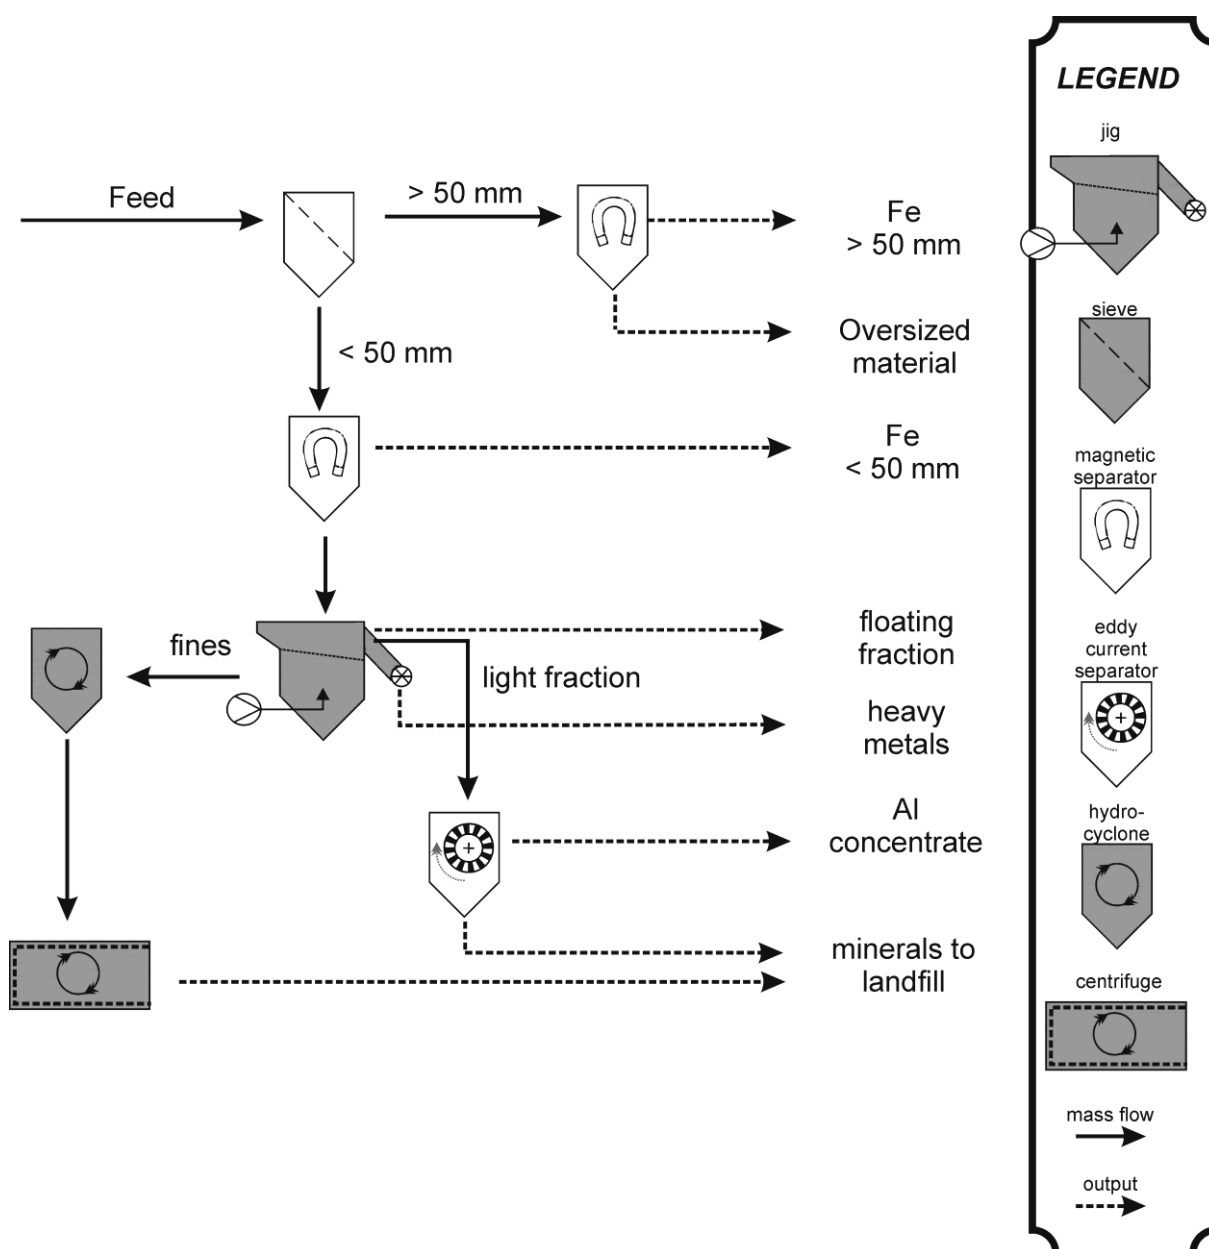 Feed
> 50 mm
Fe
> 50 mm
Oversized
material
< 50 mm
Fe
< 50 mm
fines
light fraction
floating
fraction
heavy
metals
Al
concentrate
minerals to
landfill
LEGEND
jig
sieve
magnetic
separator
eddy
current
separator
hydro-
cyclone
centrifuge
mass flow
output